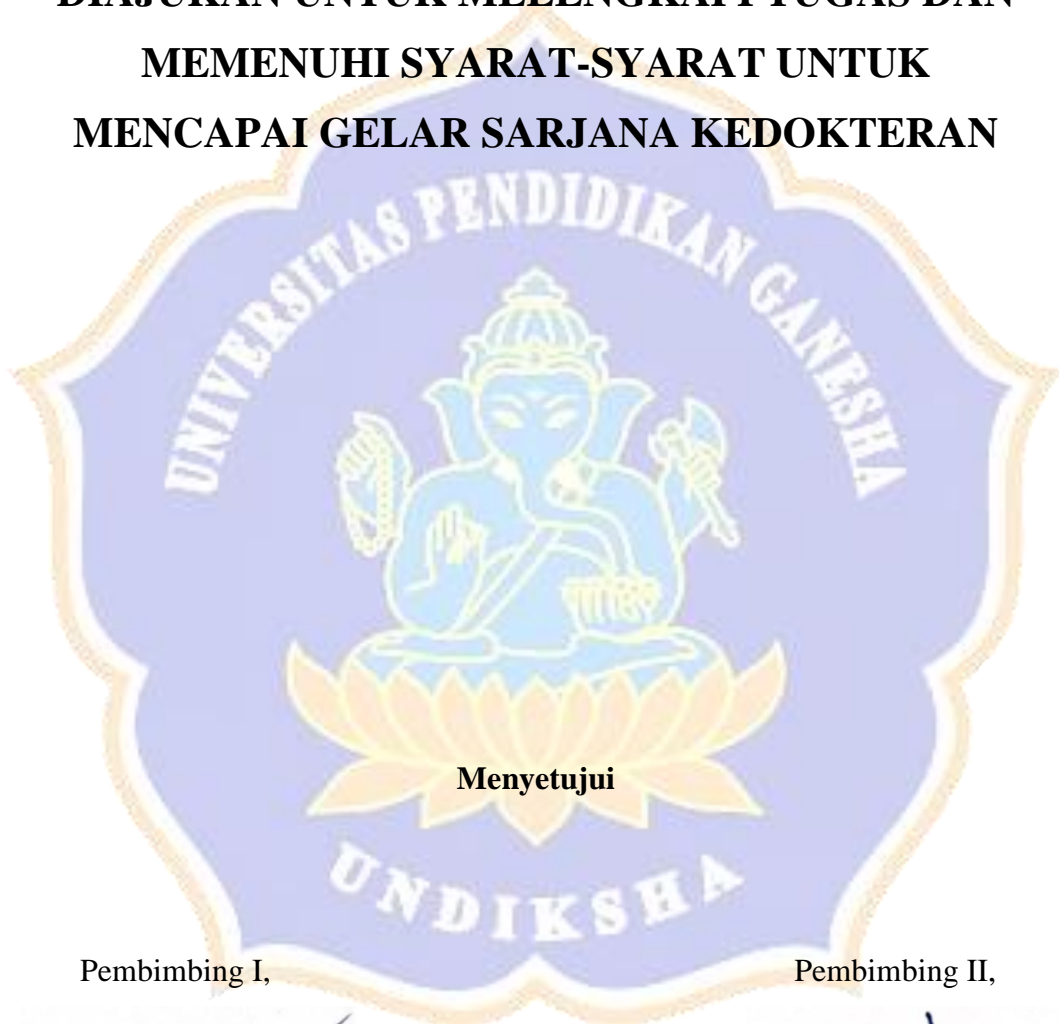 DIAJUKAN UNTUK MELENGKAPI TUGAS DAN
MEMENUHI SYARAT-SYARAT UNTUK
MENCAPAI GELAR SARJANA KEDOKTERAN
UNIVERSITAS PENDIDIKAN GANESHA
Menyetujui
UNDIKSHA
Pembimbing I,
Pembimbing II,